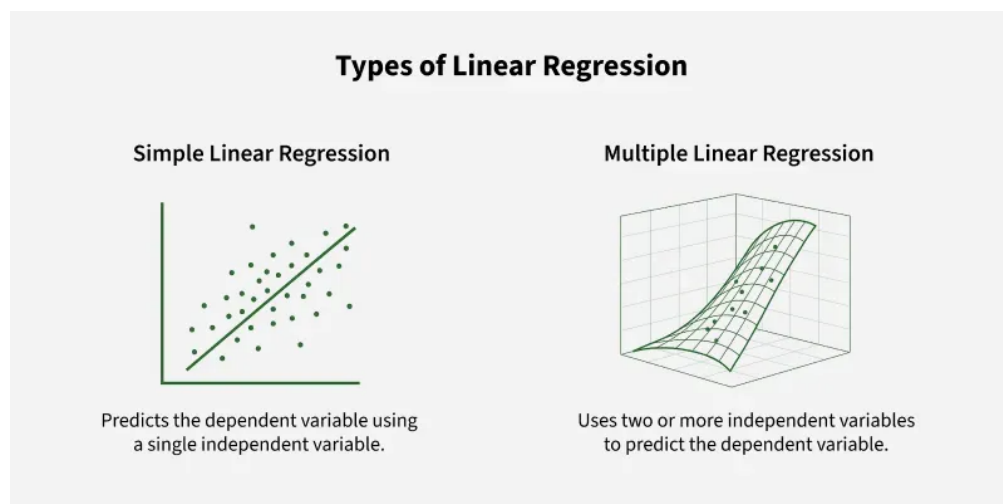 Types of Linear Regression
Simple Linear Regression
Predicts the dependent variable using
a single independent variable.
Multiple Linear Regression
Uses two or more independent variables
to predict the dependent variable.